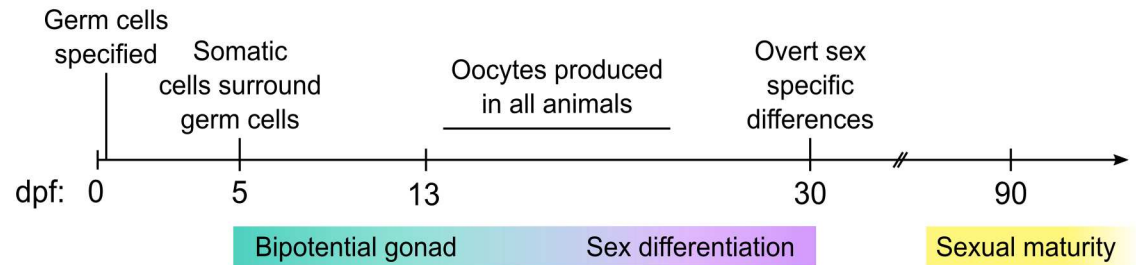 Germ cells
specified
Somatic
cells surround
germ cells
Oocytes produced
in all animals
Overt sex
specific
differences
dpf: 0 5 13 30 90
Bipotential gonad Sex differentiation Sexual maturity